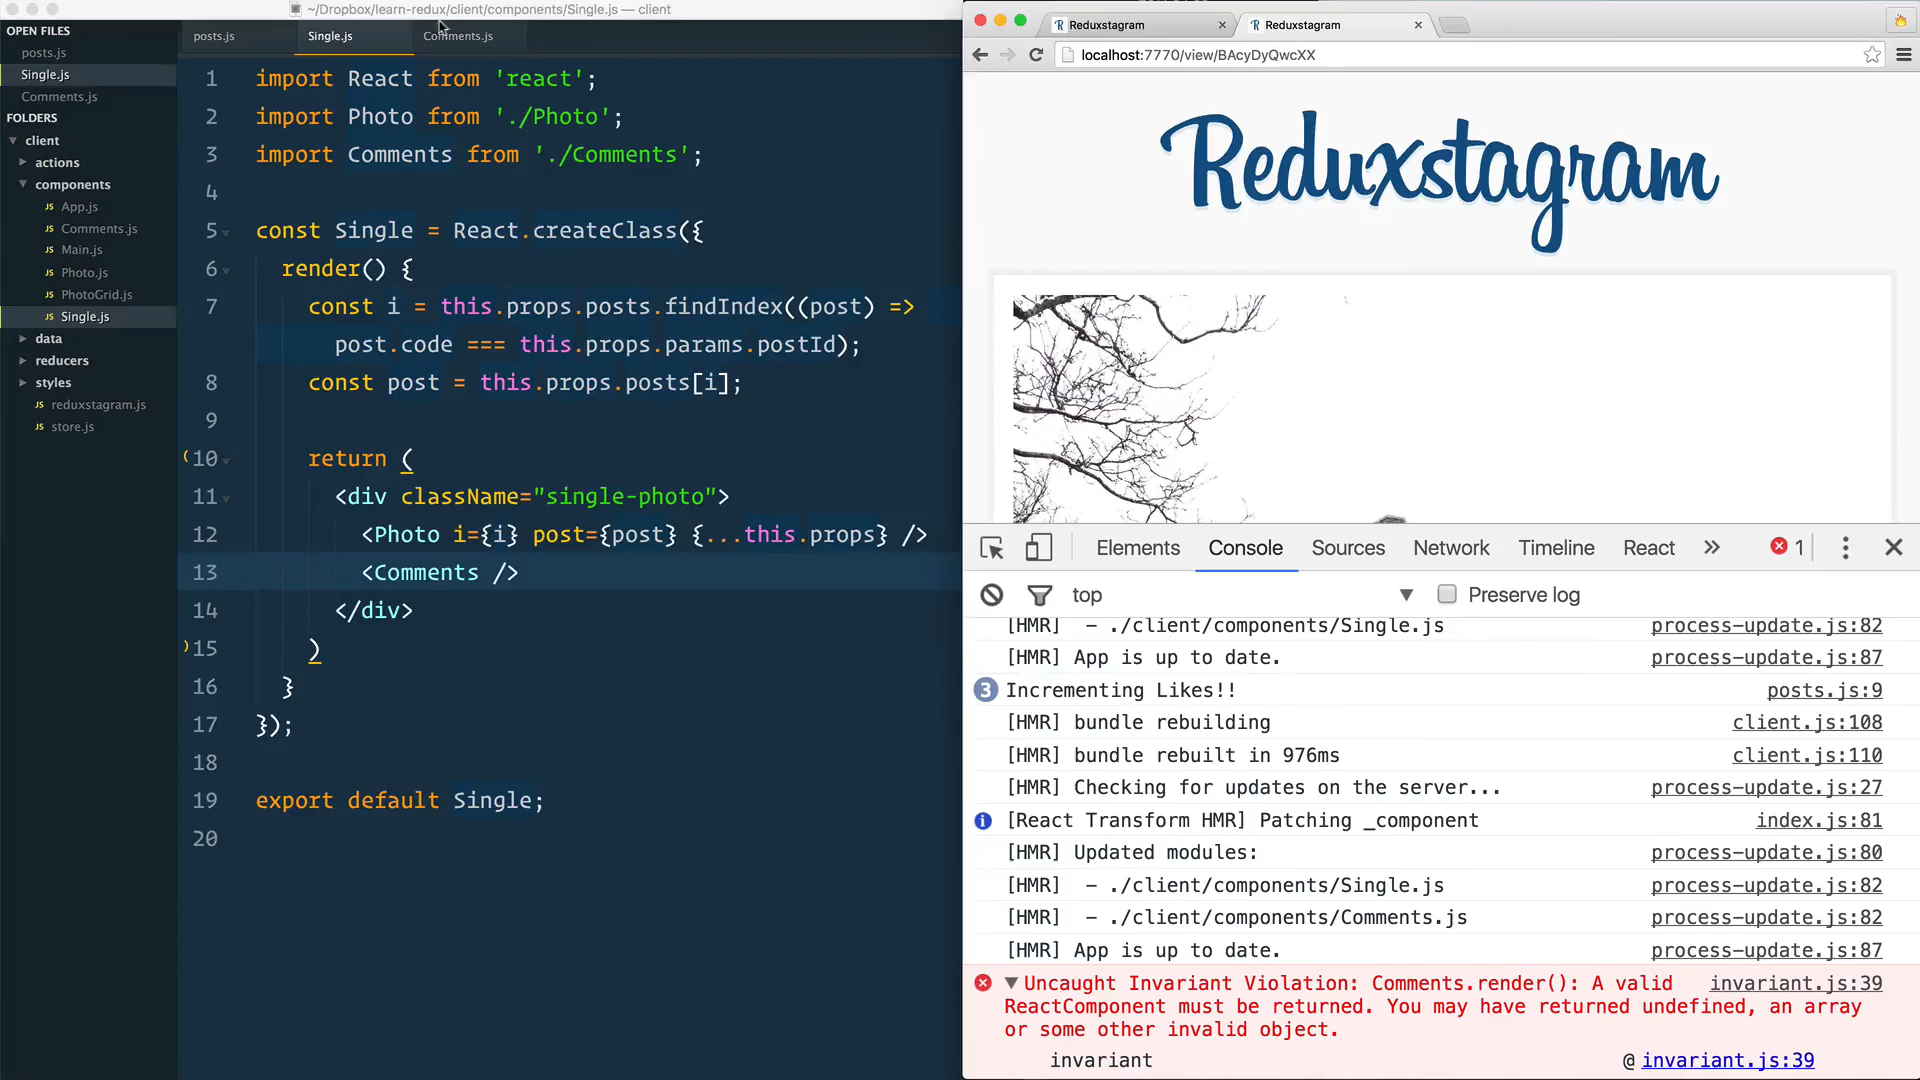 ~/Dropbox/learn-redux/client/components/Single.js — client
OPEN FILES
posts.js
Single.js
Comments.js
FOLDERS
client
actions
components
JS App.js
JS Comments.js
JS Main.js
JS Photo.js
JS PhotoGrid.js
JS Single.js
data
reducers
styles
JS reduxstagram.js
JS store.js
posts.js
Single.js
Comments.js
1 import React from 'react';
2 import Photo from './Photo';
3 import Comments from './Comments';
4
5 const Single = React.createClass({
6 render() {
7 const i = this.props.posts.findIndex((post) =>
post.code === this.props.params.postId);
8 const post = this.props.posts[i];
9
10 return (
11 <div className="single-photo">
12 <Photo i={i} post={post} {...this.props} />
13 <Comments />
14 </div>
15 )
16 }
17 });
18
19 export default Single;
20
Reduxstagram
Reduxstagram
localhost:7770/view/BAcyDyQwcXX
Reduxstagram
Elements Console Sources Network Timeline React » 1
top Preserve log
[HMR] - ./client/components/Single.js process-update.js:82
[HMR] App is up to date. process-update.js:87
3 Incrementing Likes!! posts.js:9
[HMR] bundle rebuilding client.js:108
[HMR] bundle rebuilt in 976ms client.js:110
[HMR] Checking for updates on the server... process-update.js:27
[React Transform HMR] Patching _component index.js:81
[HMR] Updated modules: process-update.js:80
[HMR] - ./client/components/Single.js process-update.js:82
[HMR] - ./client/components/Comments.js process-update.js:82
[HMR] App is up to date. process-update.js:87
Uncaught Invariant Violation: Comments.render(): A valid invariant.js:39
ReactComponent must be returned. You may have returned undefined, an array
or some other invalid object.
invariant @ invariant.js:39